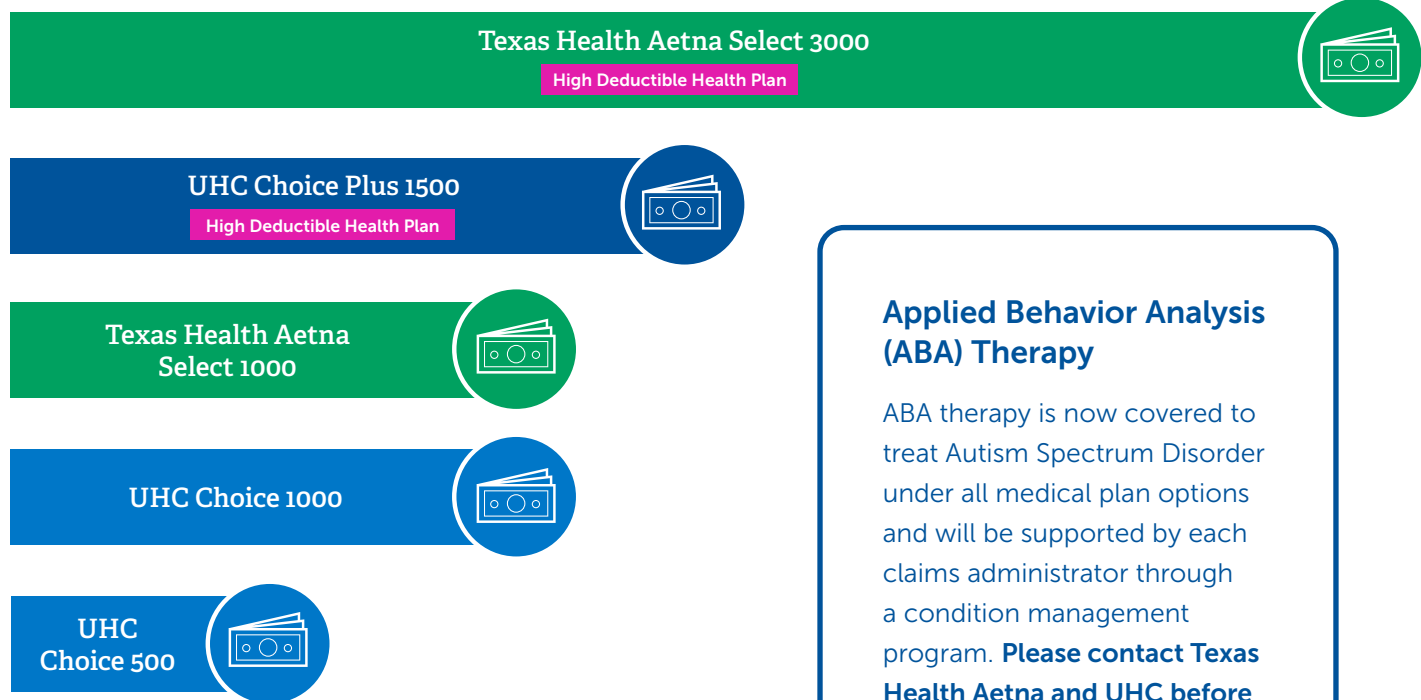 Texas Health Aetna Select 3000
High Deductible Health Plan
UHC Choice Plus 1500
High Deductible Health Plan
Texas Health Aetna
Select 1000
UHC Choice 1000
UHC
Choice 500
Applied Behavior Analysis
(ABA) Therapy
ABA therapy is now covered to
treat Autism Spectrum Disorder
under all medical plan options
and will be supported by each
claims administrator through
a condition management
program. Please contact Texas
Health Aetna and UHC before